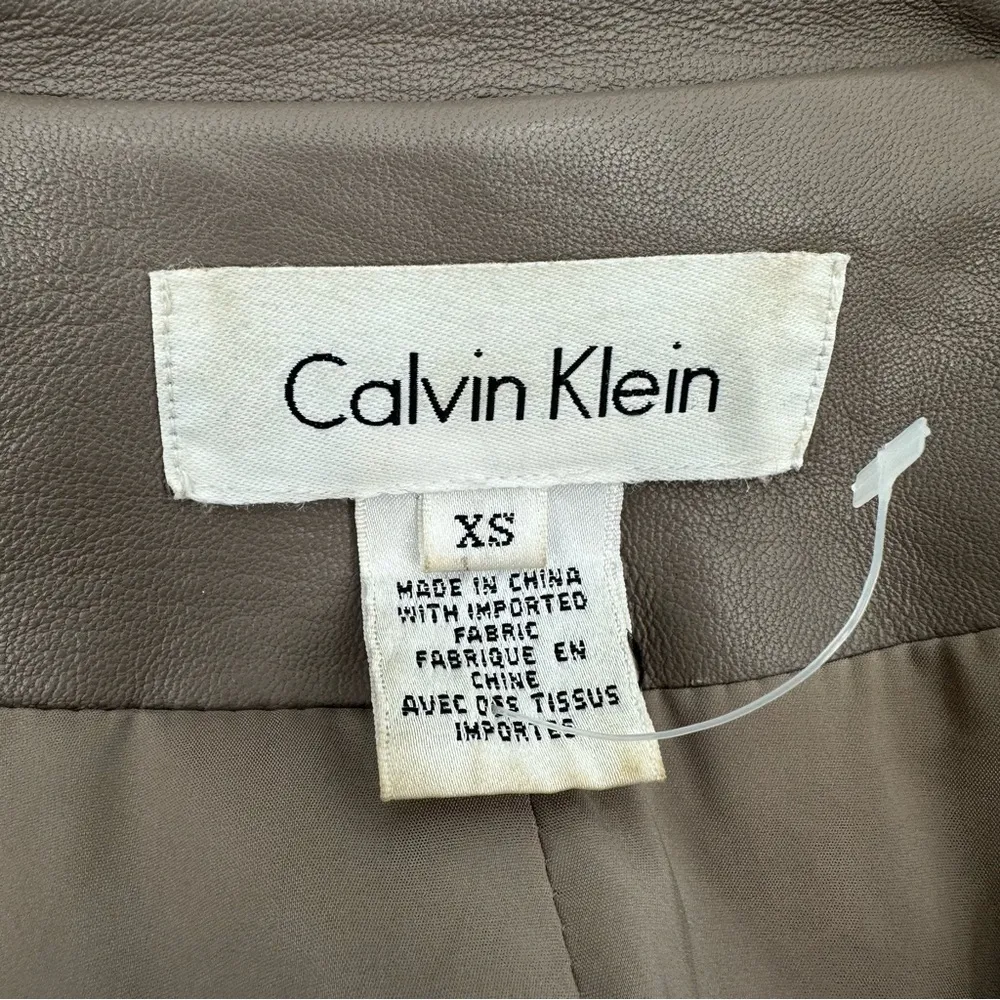 Calvin Klein
XS
MADE IN CHINA
WITH IMPORTED
FABRIC
FABRIQUE EN
CHINE
AVEC DES TISSUS
IMPORTES